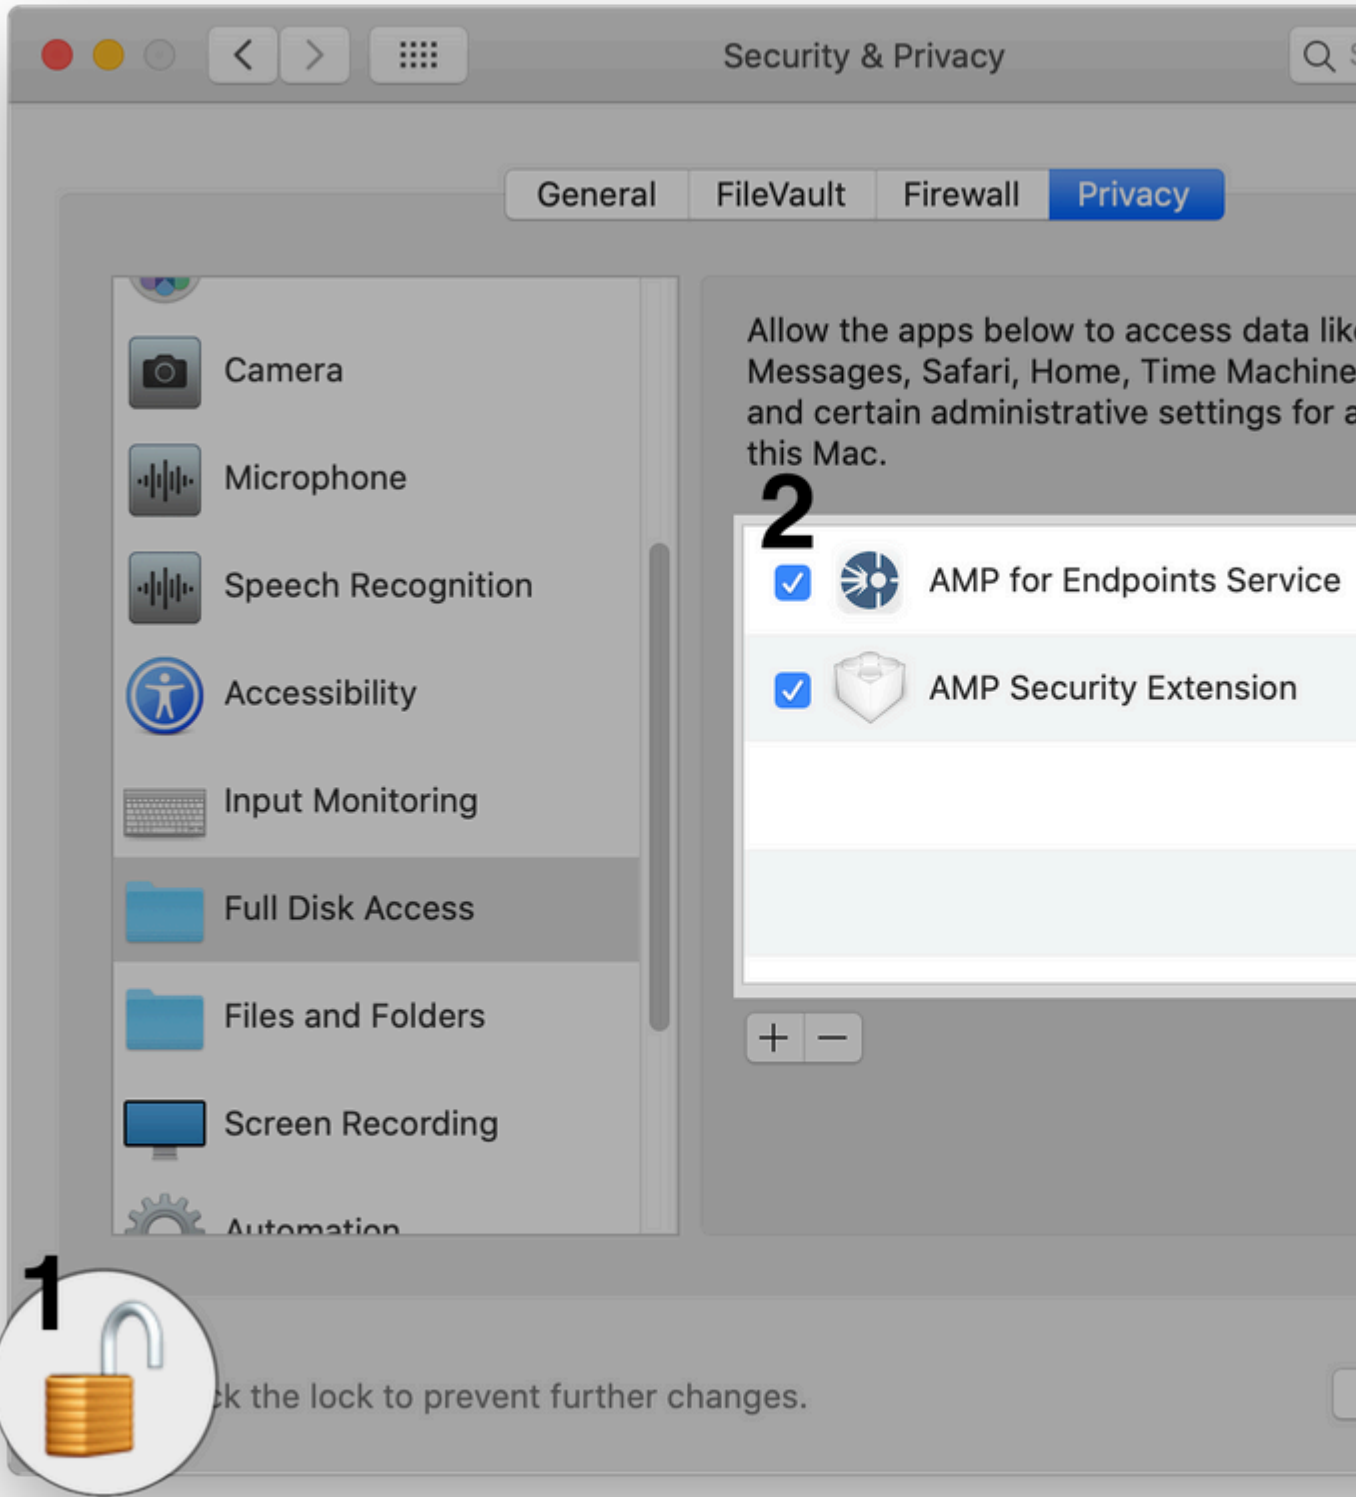 Security & Privacy
General FileVault Firewall Privacy
Camera
Microphone
Speech Recognition
Accessibility
Input Monitoring
Full Disk Access
Files and Folders
Screen Recording
Automation
Allow the apps below to access data
Messages, Safari, Home, Time Machine
and certain administrative settings for
this Mac.
2
AMP for Endpoints Service
AMP Security Extension
1
the lock to prevent further changes.